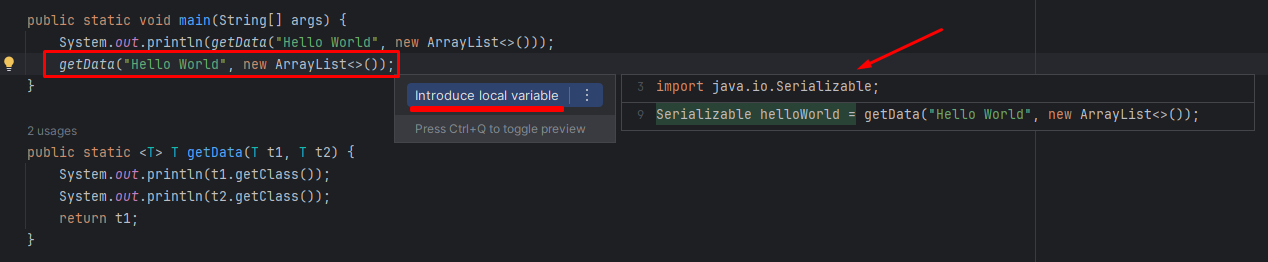 public static void main(String[] args) {
System.out.println(getData("Hello World", new ArrayList<>()));
getData("Hello World", new ArrayList<>());
}
Introduce local variable
Press Ctrl+Q to toggle preview
3 import java.io.Serializable;
9 Serializable helloWorld = getData("Hello World", new ArrayList<>());
2 usages
public static <T> T getData(T t1, T t2) {
System.out.println(t1.getClass());
System.out.println(t2.getClass());
return t1;
}